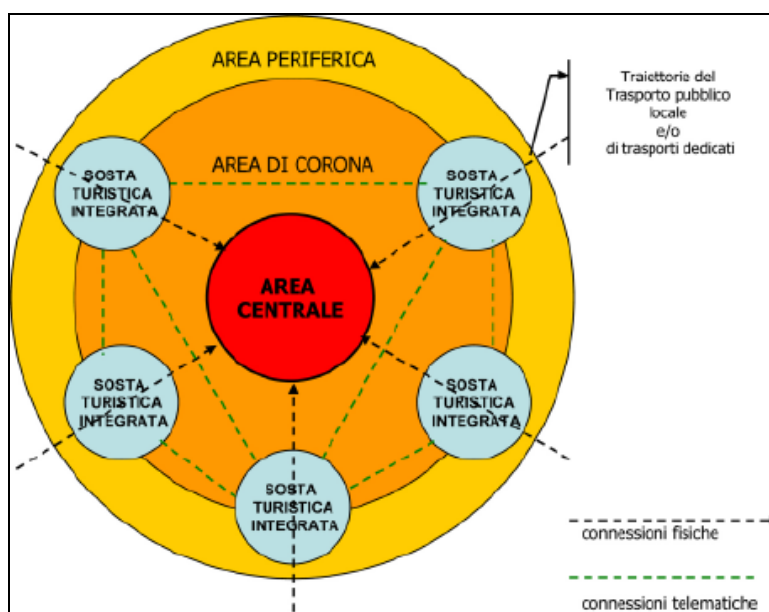 AREA PERIFERICA
Traiettorie del
Trasporto pubblico
locale
e/o
di trasporti dedicati
AREA DI CORONA
SOSTA
TURISTICA
INTEGRATA
SOSTA
TURISTICA
INTEGRATA
AREA
CENTRALE
SOSTA
TURISTICA
INTEGRATA
SOSTA
TURISTICA
INTEGRATA
SOSTA
TURISTICA
INTEGRATA
connessioni fisiche
connessioni telematiche